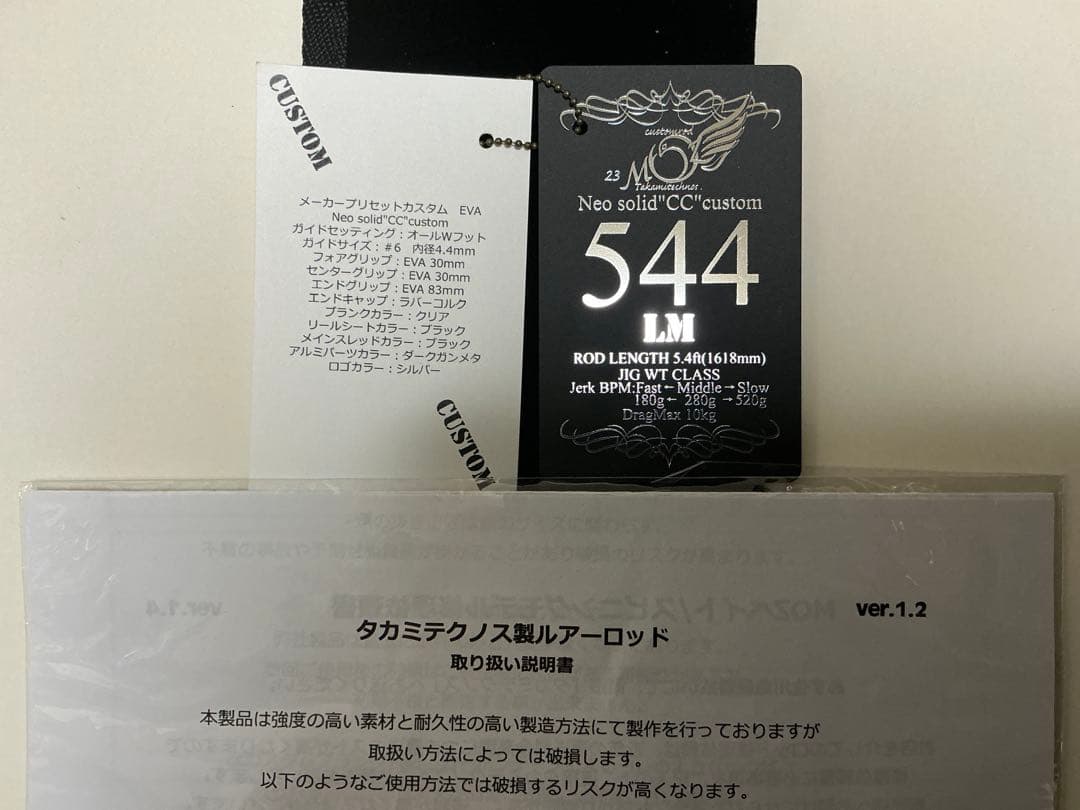 CUSTOM
メーカープリセットカスタム　EVA
Neo solid"CC"custom
ガイドセッティング：オールWフット
ガイドサイズ：#6　内径4.4mm
フォアグリップ：EVA 30mm
センターグリップ：EVA 30mm
エンドグリップ：EVA 83mm
エンドキャップ：ラバーコルク
ブランクカラー：クリア
リールシートカラー：ブラック
メインスレッドカラー：ブラック
アルミパーツカラー：ダークガンメタ
ロゴカラー：シルバー
CUSTOM
customrod
23 MOZ
Takamitechnos.
Neo solid"CC"custom
544
LM
ROD LENGTH 5.4ft(1618mm)
JIG WT CLASS
Jerk BPM:Fast←Middle→Slow
180g← 280g →520g
DragMax 10kg
ver.1.2
タカミテクノス製ルアーロッド
取り扱い説明書
本製品は強度の高い素材と耐久性の高い製造方法にて製作を行っておりますが
取扱い方法によっては破損します。
以下のようなご使用方法では破損するリスクが高くなります。